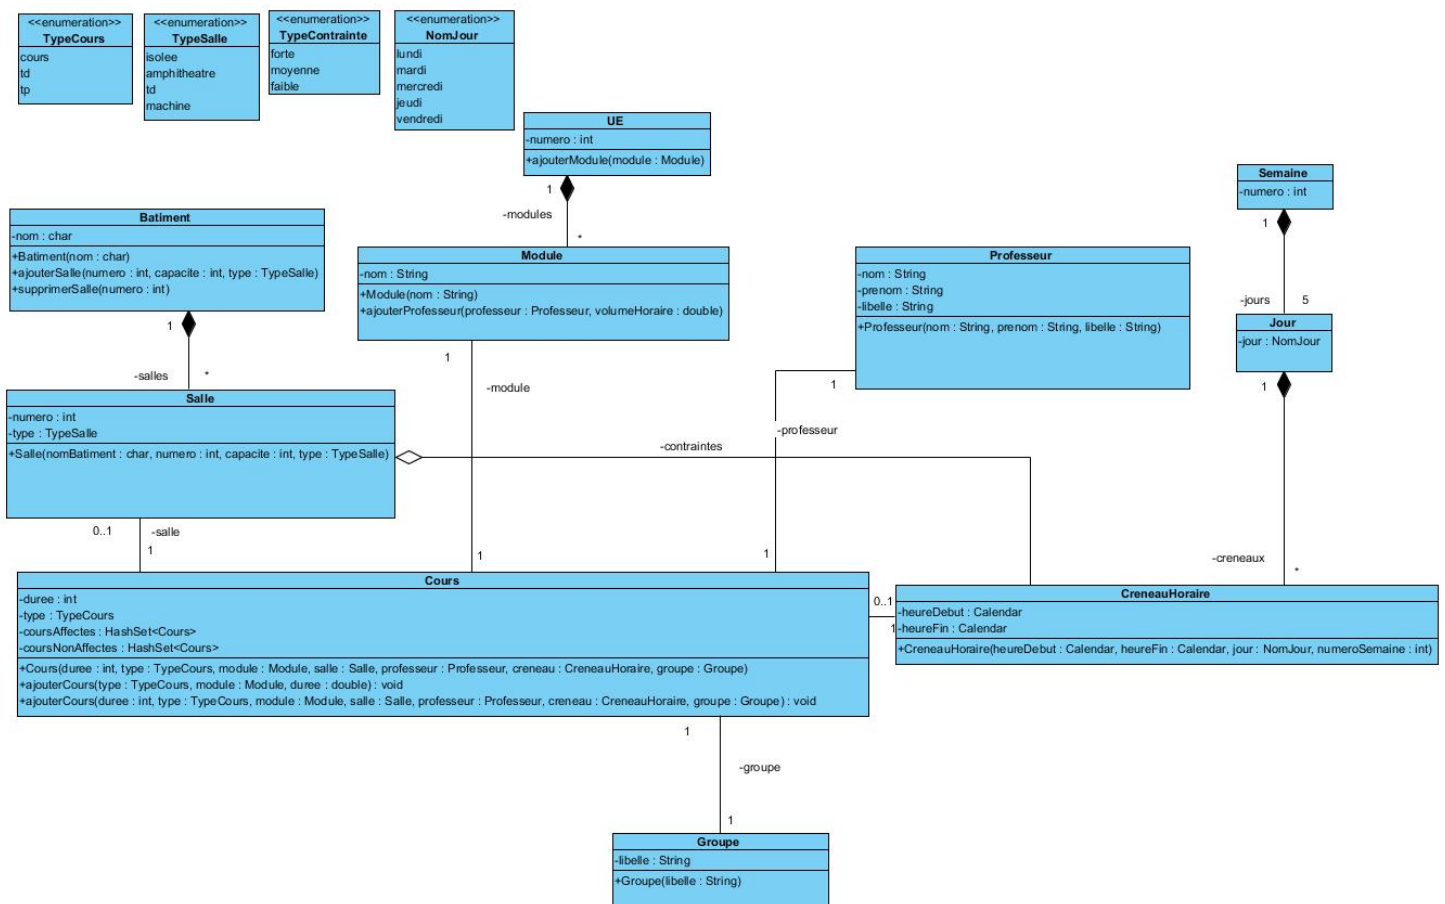 <<enumeration>>
TypeCours
cours
td
tp
<<enumeration>>
TypeSalle
isolee
amphitheatre
td
machine
<<enumeration>>
TypeContrainte
forte
moyenne
faible
<<enumeration>>
NomJour
lundi
mardi
mercredi
jeudi
vendredi
UE
-numero : int
+ajouterModule(module : Module)
1
-modules
*
Semaine
-numero : int
1
-jours
5
Batiment
-nom : char
+Batiment(nom : char)
+ajouterSalle(numero : int, capacite : int, type : TypeSalle)
+supprimerSalle(numero : int)
1
-salles
*
Module
-nom : String
+Module(nom : String)
+ajouterProfesseur(professeur : Professeur, volumeHoraire : double)
1
-module
1
Professeur
-nom : String
-prenom : String
-libelle : String
+Professeur(nom : String, prenom : String, libelle : String)
1
-professeur
1
Jour
-jour : NomJour
1
-creneaux
*
Salle
-numero : int
-type : TypeSalle
+Salle(nomBatiment : char, numero : int, capacite : int, type : TypeSalle)
-contraintes
0..1
-salle
1
Cours
-duree : int
-type : TypeCours
-coursAffectes : HashSet<Cours>
-coursNonAffectes : HashSet<Cours>
+Cours(duree : int, type : TypeCours, module : Module, salle : Salle, professeur : Professeur, creneau : CreneauHoraire, groupe : Groupe)
+ajouterCours(type : TypeCours, module : Module, duree : double) : void
+ajouterCours(duree : int, type : TypeCours, module : Module, salle : Salle, professeur : Professeur, creneau : CreneauHoraire, groupe : Groupe) : void
0..1
1
CreneauHoraire
-heureDebut : Calendar
-heureFin : Calendar
+CreneauHoraire(heureDebut : Calendar, heureFin : Calendar, jour : NomJour, numeroSemaine : int)
1
-groupe
1
Groupe
-libelle : String
+Groupe(libelle : String)